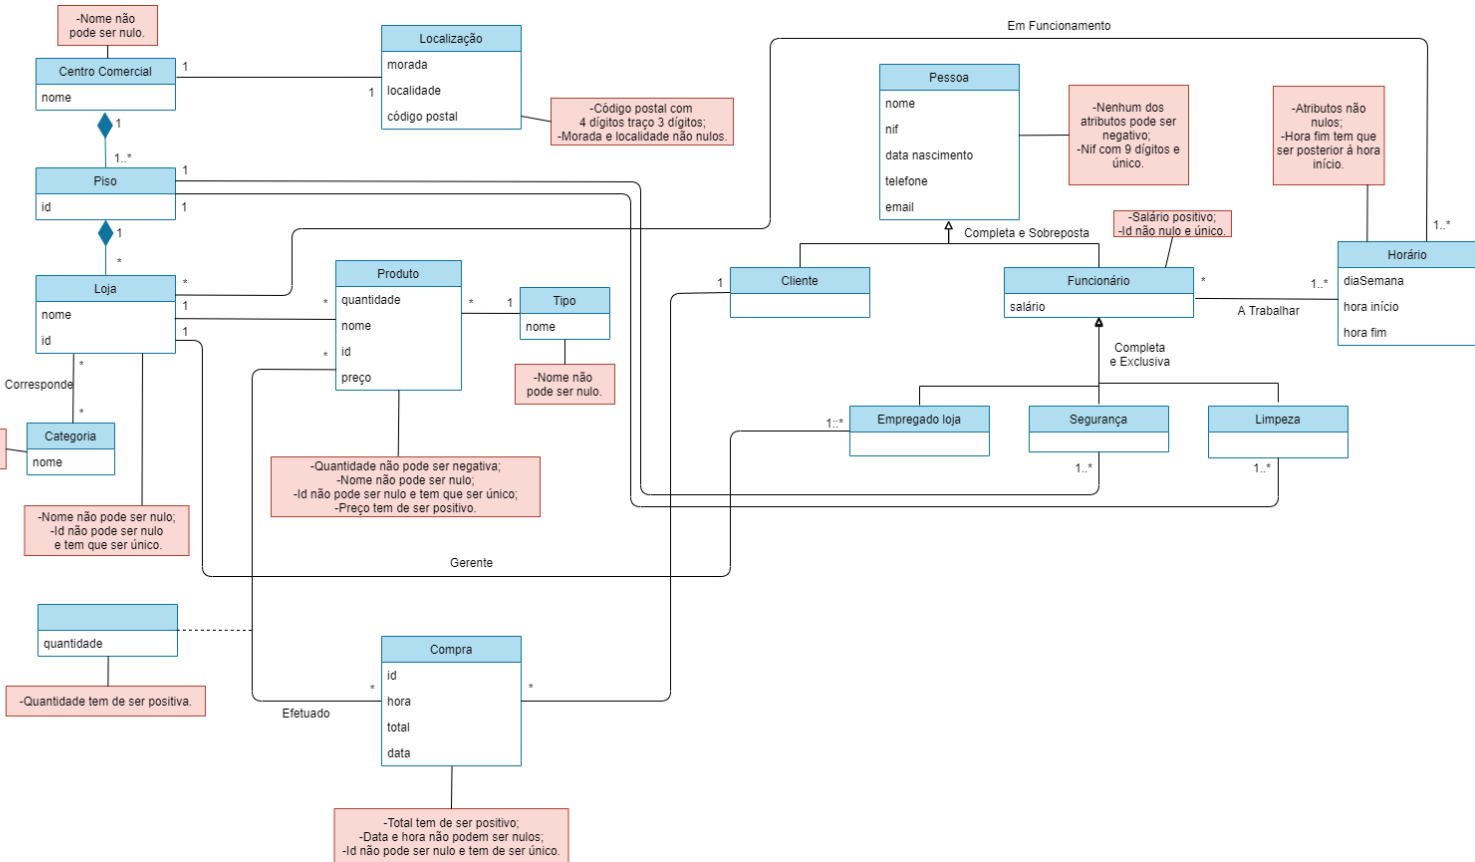 -Nome não
pode ser nulo.
Centro Comercial
nome
1
1
Localização
morada
localidade
código postal
-Código postal com
4 dígitos traço 3 dígitos;
-Morada e localidade não nulos.
Em Funcionamento
Pessoa
nome
nif
data nascimento
telefone
email
-Nenhum dos
atributos pode ser
negativo;
-Nif com 9 dígitos e
único.
-Atributos não
nulos;
-Hora fim tem que
ser posterior à hora
início.
1
1..*
Piso
id
1
1
1
*
Completa e Sobreposta
-Salário positivo;
-Id não nulo e único.
1..*
Horário
diaSemana
hora início
hora fim
Loja
nome
id
*
1
1
*
*
Produto
quantidade
nome
id
preço
*
1
Tipo
nome
-Nome não
pode ser nulo.
1
Cliente
Funcionário
salário
*
1..*
A Trabalhar
Completa
e Exclusiva
*
Corresponde
*
Categoria
nome
1::*
Empregado loja
Segurança
1..*
Limpeza
1..*
-Quantidade não pode ser negativa;
-Nome não pode ser nulo;
-Id não pode ser nulo e tem que ser único;
-Preço tem de ser positivo.
-Nome não pode ser nulo;
-Id não pode ser nulo
e tem que ser único.
Gerente
quantidade
-Quantidade tem de ser positiva.
*
Efetuado
Compra
id
hora
total
data
*
-Total tem de ser positivo;
-Data e hora não podem ser nulos;
-Id não pode ser nulo e tem de ser único.